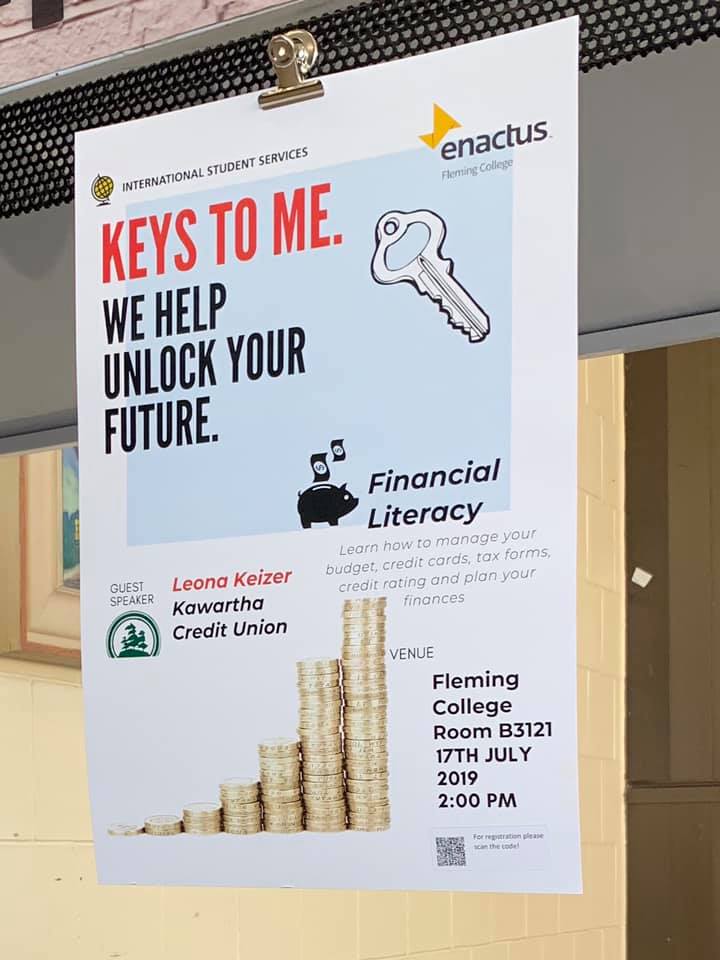 INTERNATIONAL STUDENT SERVICES
enactus
Fleming College
KEYS TO ME.
WE HELP
UNLOCK YOUR
FUTURE.
Financial
Literacy
Learn how to manage your
budget, credit cards, tax forms,
credit rating and plan your
finances
GUEST
SPEAKER
Leona Keizer
Kawartha
Credit Union
VENUE
Fleming
College
Room B3121
17TH JULY
2019
2:00 PM
For registration please
scan the code!